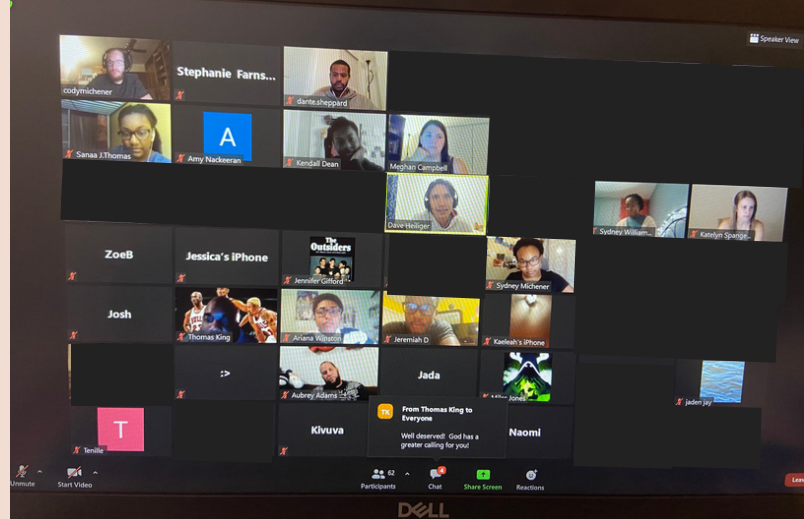 Speaker View
codymichener
Stephanie Farns...
dante.sheppard
Sanaa J.Thomas
A
Amy Nackeeran
Kendall Dean
Meghan Campbell
Dave Heiliger
Sydney William...
Katelyn Spange...
ZoeB
Jessica's iPhone
The
Outsiders
Jennifer Gifford
Sydney Michener
Josh
Thomas King
Ariana Winston
Jeremiah D
Kaeleah's iPhone
:>
Aubrey Adams
Jada
Jones
jaden jay
T
Tenille
Kivuva
TK
From Thomas King to
Everyone
Well deserved! God has a
greater calling for you!
Naomi
Unmute
Start Video
Participants
62
Chat
4
Share Screen
Reactions
DELL